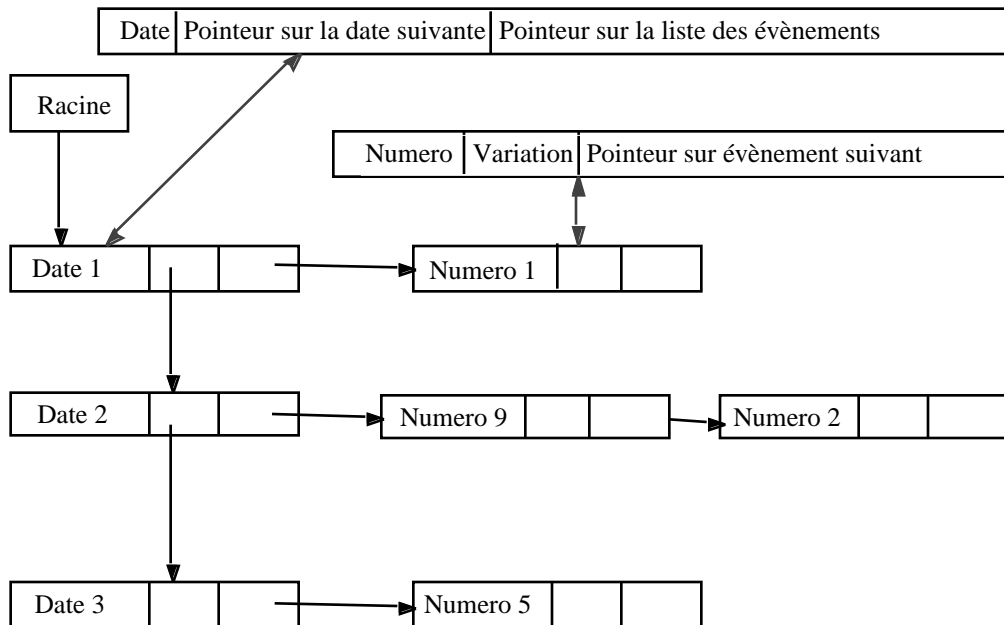 Date Pointeur sur la date suivante Pointeur sur la liste des évènements
Racine
Numero Variation Pointeur sur évènement suivant
Date 1 Numero 1
Date 2 Numero 9 Numero 2
Date 3 Numero 5